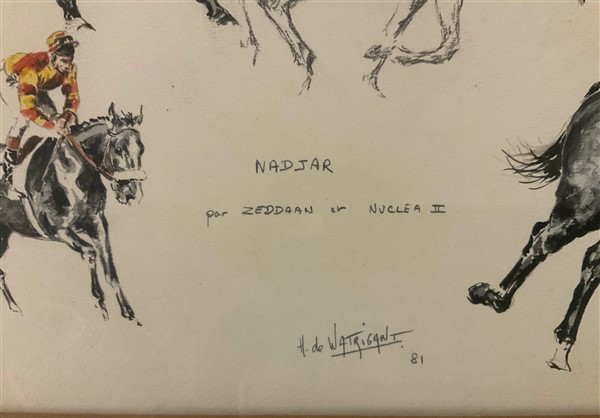 NADJAR
par ZEDDAAN et NUCLEA II
H. de WATRIGANT.
81